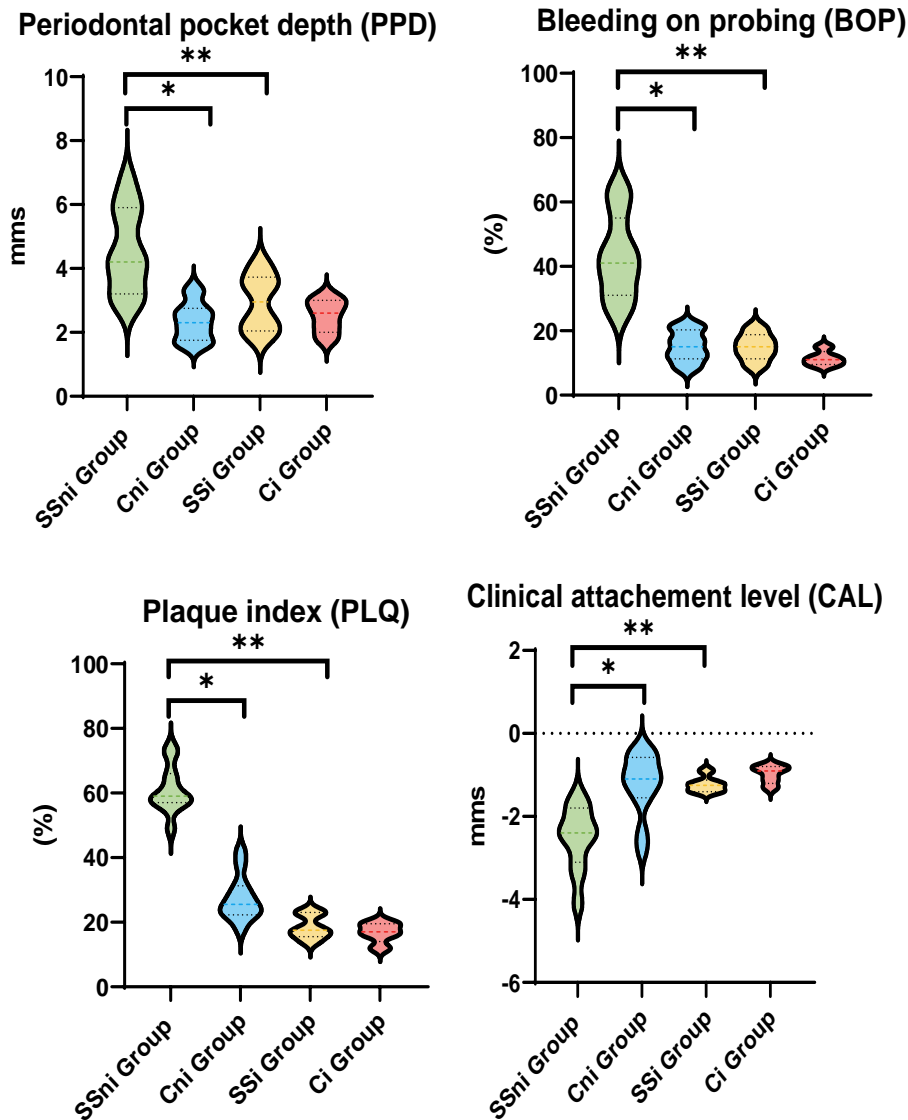 Periodontal pocket depth (PPD)
**
*
10
8
6
4
2
0
mms
SSni Group
Cni Group
SSi Group
Ci Group
Bleeding on probing (BOP)
**
*
100
80
60
40
20
0
(%)
SSni Group
Cni Group
SSi Group
Ci Group
Plaque index (PLQ)
**
*
100
80
60
40
20
0
(%)
SSni Group
Cni Group
SSi Group
Ci Group
Clinical attachement level (CAL)
**
*
2
0
-2
-4
-6
mms
SSni Group
Cni Group
SSi Group
Ci Group